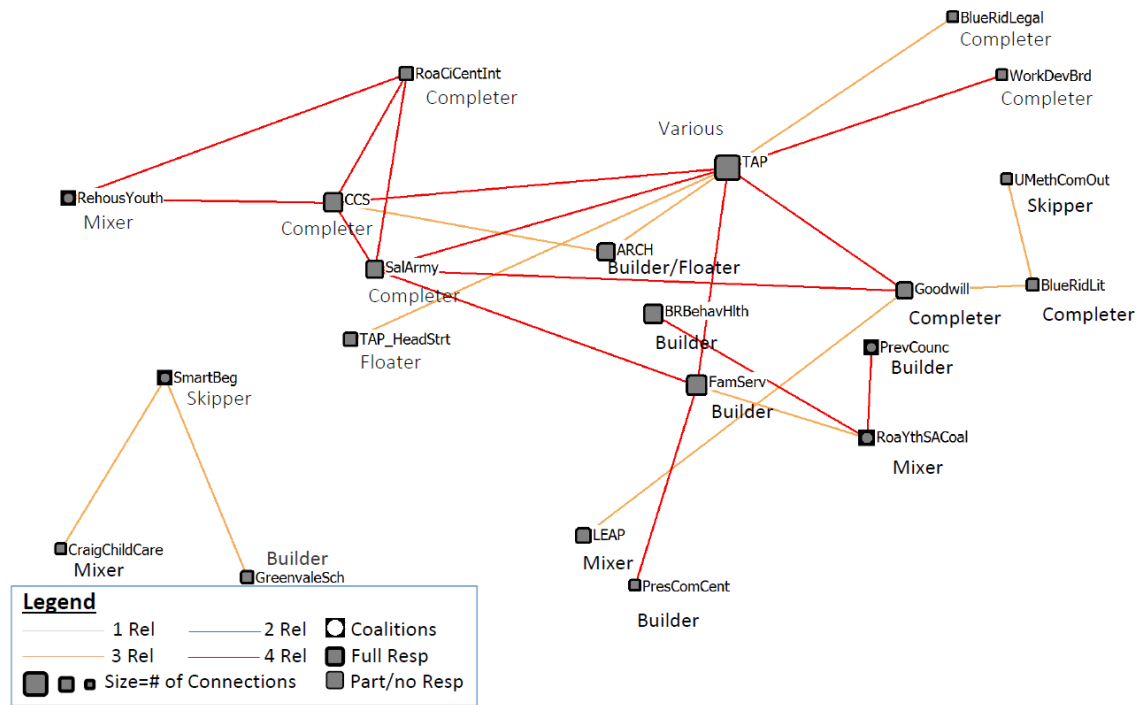 BlueRidLegal
Completer
RoaCiCentInt
Completer
WorkDevBrd
Completer
Various
TAP
UMethComOut
Skipper
RehousYouth
Mixer
CCS
Completer
ARCH
Builder/Floater
SalArmy
Completer
Goodwill
Completer
BlueRidLit
Completer
BRBehavHlth
Builder
TAP_HeadStrt
Floater
PrevCounc
Builder
SmartBeg
Skipper
FamServ
Builder
RoaYthSACoal
Mixer
LEAP
Mixer
CraigChildCare
Mixer
Builder
GreenvaleSch
PresComCent
Builder
Legend
1 Rel 2 Rel Coalitions
3 Rel 4 Rel Full Resp
Size=# of Connections Part/no Resp